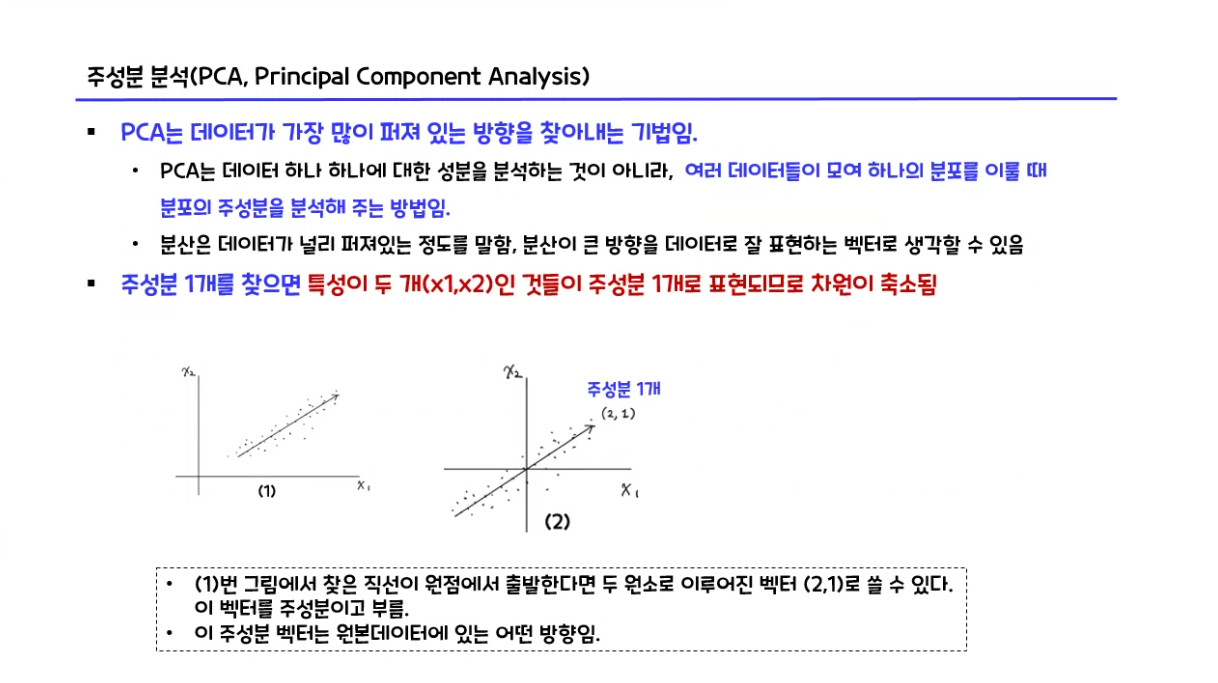 주성분 분석(PCA, Principal Component Analysis)
▪ PCA는 데이터가 가장 많이 퍼져 있는 방향을 찾아내는 기법임.
• PCA는 데이터 하나 하나에 대한 성분을 분석하는 것이 아니라, 여러 데이터들이 모여 하나의 분포를 이룰 때
분포의 주성분을 분석해 주는 방법임.
• 분산은 데이터가 널리 퍼져있는 정도를 말함, 분산이 큰 방향을 데이터로 잘 표현하는 벡터로 생각할 수 있음
▪ 주성분 1개를 찾으면 특성이 두 개(x1,x2)인 것들이 주성분 1개로 표현되므로 차원이 축소됨
x₂
x₁
(1)
x₂
주성분 1개
(2, 1)
x₁
(2)
• (1)번 그림에서 찾은 직선이 원점에서 출발한다면 두 원소로 이루어진 벡터 (2,1)로 쓸 수 있다.
이 벡터를 주성분이고 부름.
• 이 주성분 벡터는 원본데이터에 있는 어떤 방향임.